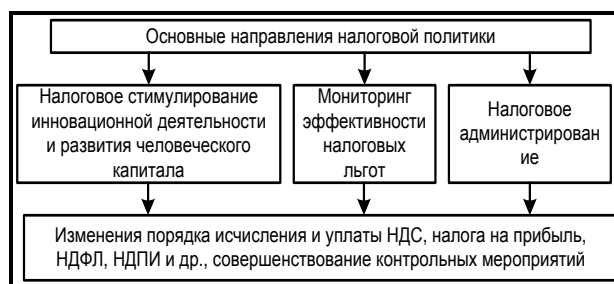 Основные направления налоговой политики
Налоговое стимулирование
инновационной деятельности
и развития человеческого
капитала
Мониторинг
эффективности
налоговых
льгот
Налоговое
администрирован
ие
Изменения порядка исчисления и уплаты НДС, налога на прибыль,
НДФЛ, НДПИ и др., совершенствование контрольных мероприятий